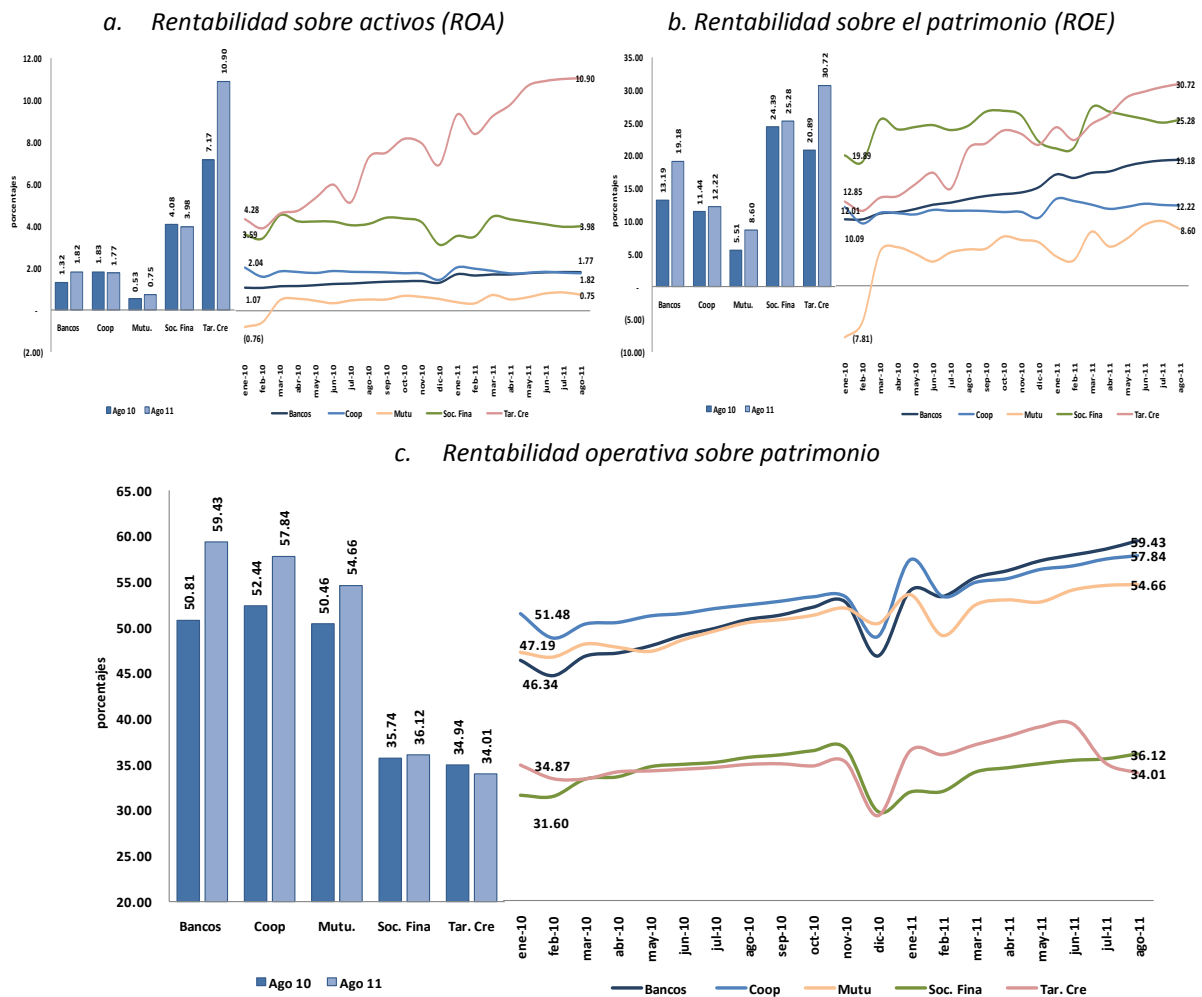 a. Rentabilidad sobre activos (ROA)
12.00
10.00
8.00
6.00
4.00
2.00
-
(2.00)
porcentajes
1.32
1.82
1.83
1.77
0.53
0.75
4.08
3.98
7.17
10.90
Bancos
Coop
Mutu.
Soc. Fina
Tar. Cre
Ago 10
Ago 11
4.28
3.59
2.04
1.07
(0.76)
10.90
3.98
1.77
1.82
0.75
ene-10
feb-10
mar-10
abr-10
may-10
jun-10
jul-10
ago-10
sep-10
oct-10
nov-10
dic-10
ene-11
feb-11
mar-11
abr-11
may-11
jun-11
jul-11
ago-11
Bancos
Coop
Mutu
Soc. Fina
Tar. Cre
b. Rentabilidad sobre el patrimonio (ROE)
35.00
30.00
25.00
20.00
15.00
10.00
5.00
-
(5.00)
(10.00)
porcentajes
13.19
19.18
11.44
12.22
5.51
8.60
24.39
25.28
20.89
30.72
Bancos
Coop
Mutu.
Soc. Fina
Tar. Cre
Ago 10
Ago 11
19.89
12.85
12.01
10.09
(7.81)
30.72
25.28
19.18
12.22
8.60
ene-10
feb-10
mar-10
abr-10
may-10
jun-10
jul-10
ago-10
sep-10
oct-10
nov-10
dic-10
ene-11
feb-11
mar-11
abr-11
may-11
jun-11
jul-11
ago-11
Bancos
Coop
Mutu
Soc. Fina
Tar. Cre
c. Rentabilidad operativa sobre patrimonio
65.00
60.00
55.00
50.00
45.00
40.00
35.00
30.00
25.00
20.00
porcentajes
50.81
59.43
52.44
57.84
50.46
54.66
35.74
36.12
34.94
34.01
Bancos
Coop
Mutu.
Soc. Fina
Tar. Cre
Ago 10
Ago 11
51.48
47.19
46.34
34.87
31.60
59.43
57.84
54.66
36.12
34.01
ene-10
feb-10
mar-10
abr-10
may-10
jun-10
jul-10
ago-10
sep-10
oct-10
nov-10
dic-10
ene-11
feb-11
mar-11
abr-11
may-11
jun-11
jul-11
ago-11
Bancos
Coop
Mutu
Soc. Fina
Tar. Cre